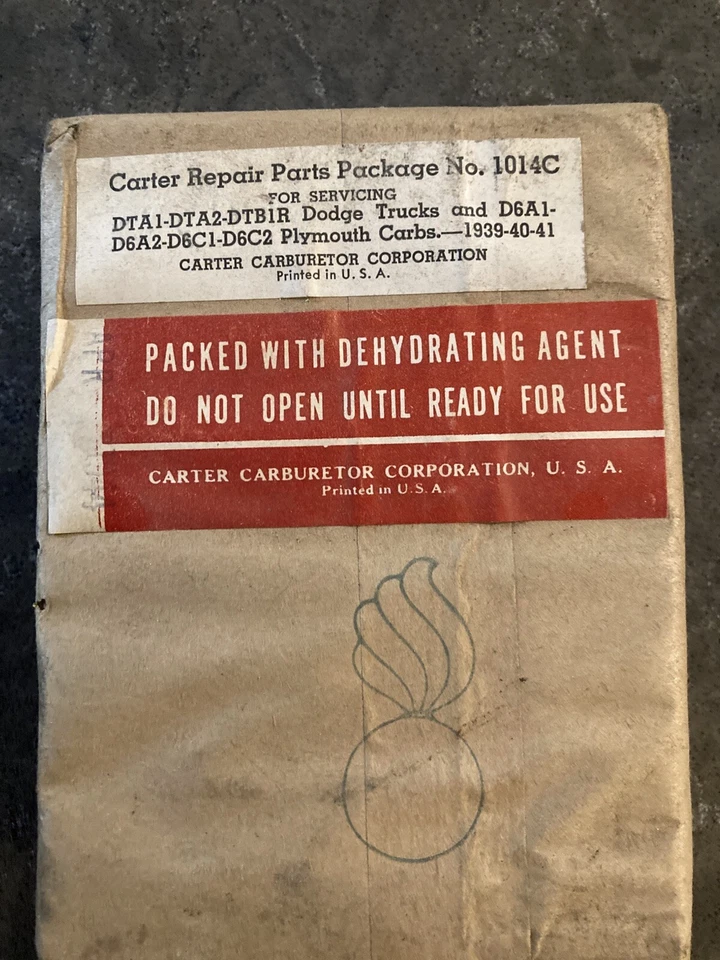 Carter Repair Parts Package No. 1014C
FOR SERVICING
DTA1-DTA2-DTB1R Dodge Trucks and D6A1-
D6A2-D6C1-D6C2 Plymouth Carbs.—1939-40-41
CARTER CARBURETOR CORPORATION
Printed in U. S. A.
PACKED WITH DEHYDRATING AGENT
DO NOT OPEN UNTIL READY FOR USE
CARTER CARBURETOR CORPORATION, U. S. A.
Printed in U. S. A.